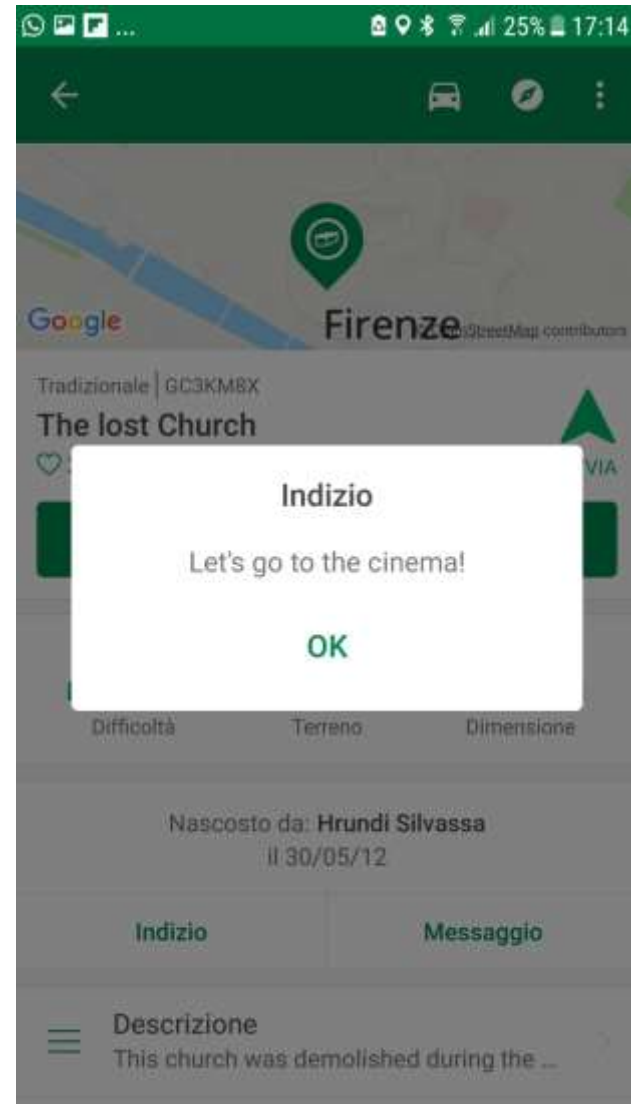 ... 25% 17:14
Google
Firenze
StreetMap contributors
Tradizionale | GC3KM8X
The lost Church
VIA
Indizio
Let's go to the cinema!
OK
Difficoltà Terreno Dimensione
Nascosto da: Hrundi Silvassa
il 30/05/12
Indizio Messaggio
Descrizione
This church was demolished during the ...